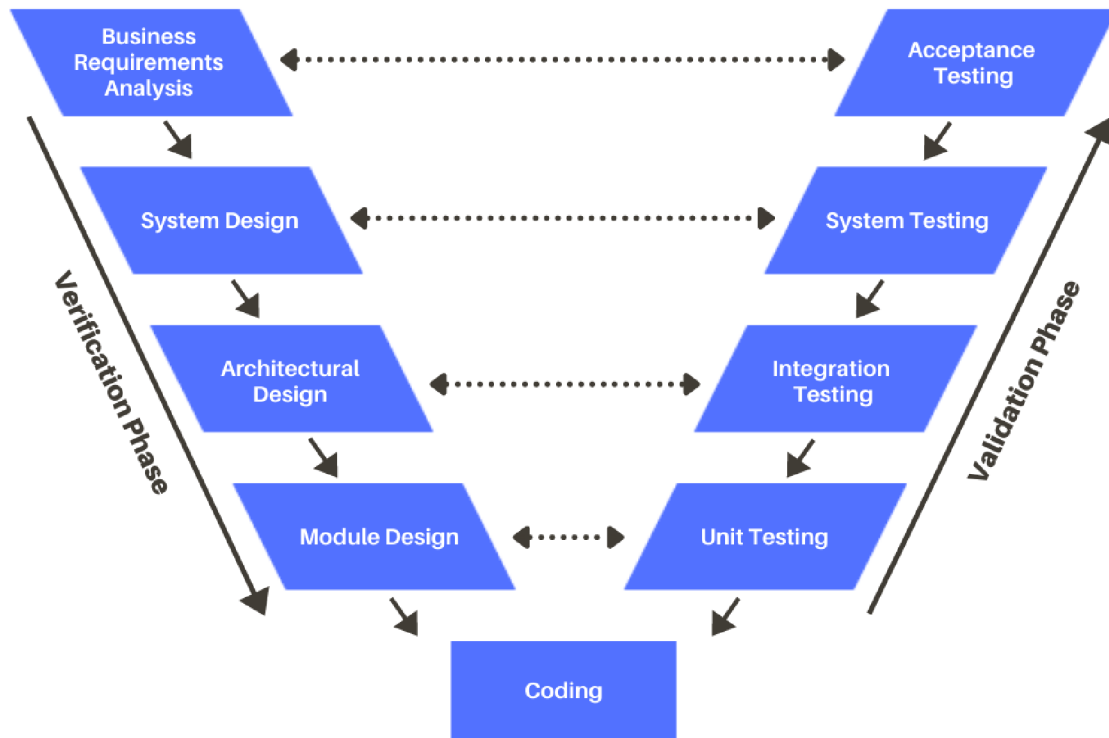 Business
Requirements
Analysis
Acceptance
Testing
System Design
System Testing
Verification Phase
Validation Phase
Architectural
Design
Integration
Testing
Module Design
Unit Testing
Coding